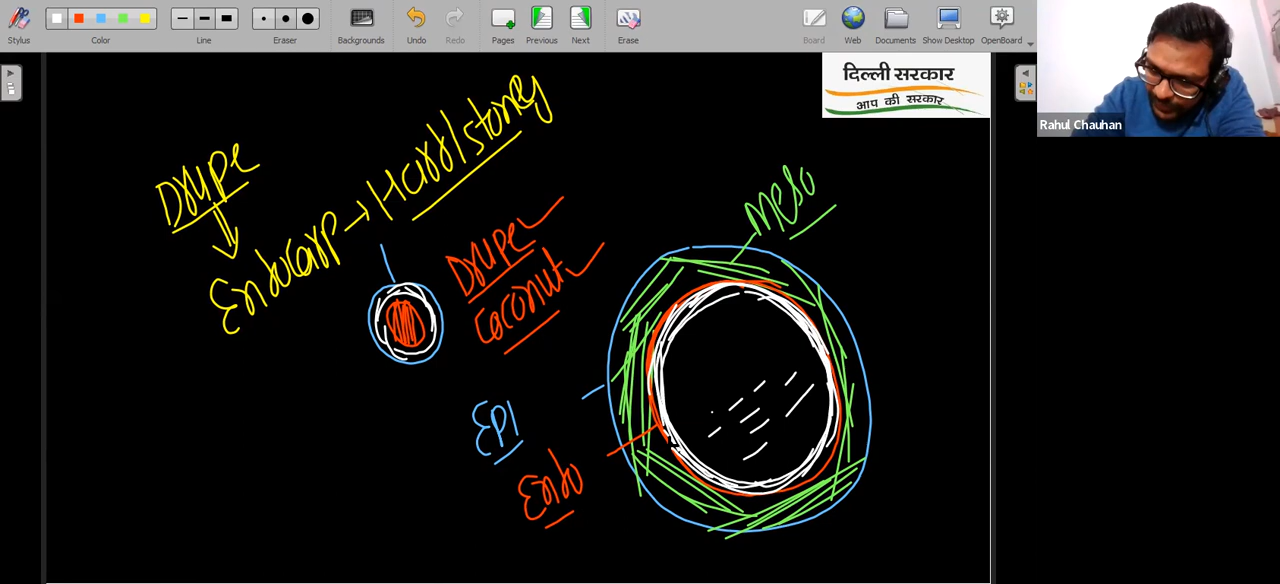 Stylus
Color
Line
Eraser
Backgrounds
Undo
Redo
Pages
Previous
Next
Erase
Board
Web
Documents
Show Desktop
OpenBoard
दिल्ली सरकार
आप की सरकार
Rahul Chauhan
Drupe
Endocarp → Hard/stoney
Drupe
Coconut
Meso
EPI
Endo